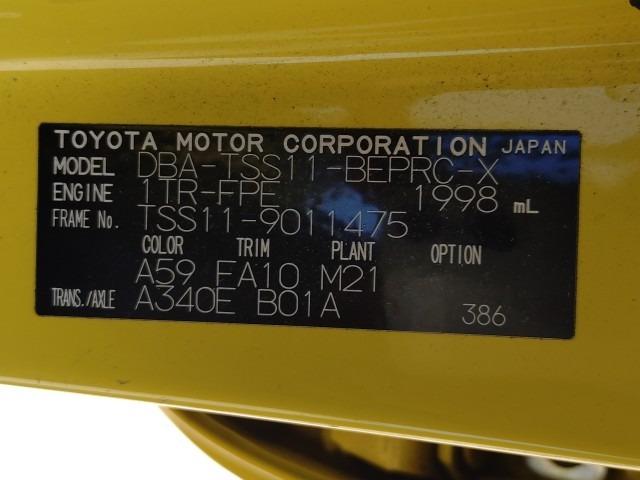 TOYOTA MOTOR CORPORATION JAPAN
MODEL DBA-TSS11-BEPRC-X
ENGINE 1TR-FPE 1998 mL
FRAME No. TSS11-9011475
COLOR TRIM PLANT OPTION
A59 FA10 M21
TRANS./AXLE A340E B01A 386